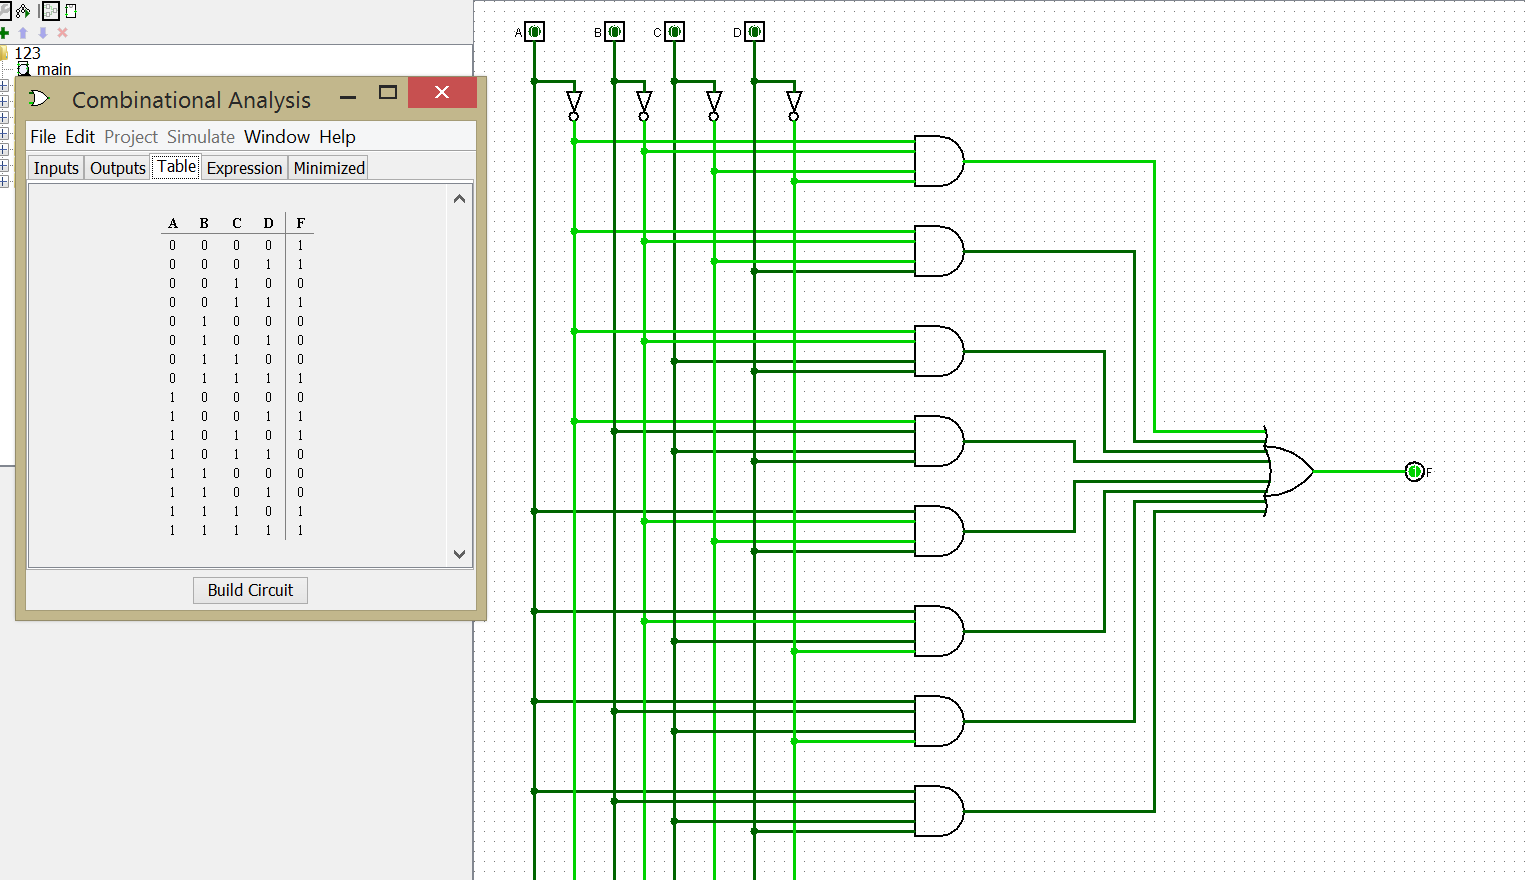 123
main
Combinational Analysis
File Edit Project Simulate Window Help
Inputs Outputs Table Expression Minimized
A B C D F
0 0 0 0 1
0 0 0 1 1
0 0 1 0 0
0 0 1 1 1
0 1 0 0 0
0 1 0 1 0
0 1 1 0 0
0 1 1 1 1
1 0 0 0 0
1 0 0 1 1
1 0 1 0 1
1 0 1 1 0
1 1 0 0 0
1 1 0 1 0
1 1 1 0 1
1 1 1 1 1
Build Circuit
A B C D
F